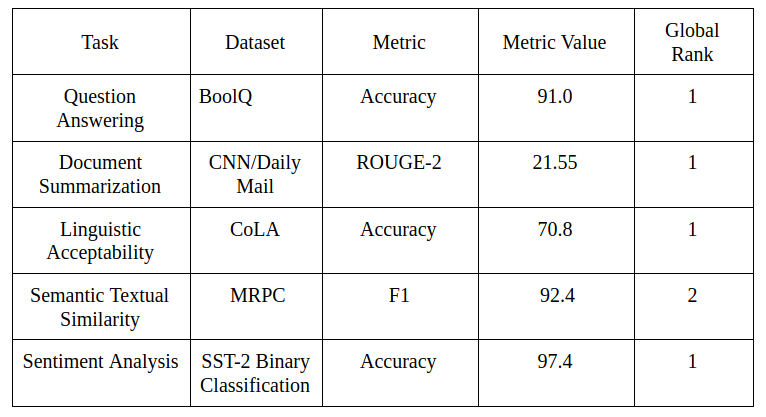 Task Dataset Metric Metric Value Global Rank
Question Answering BoolQ Accuracy 91.0 1
Document Summarization CNN/Daily Mail ROUGE-2 21.55 1
Linguistic Acceptability CoLA Accuracy 70.8 1
Semantic Textual Similarity MRPC F1 92.4 2
Sentiment Analysis SST-2 Binary Classification Accuracy 97.4 1